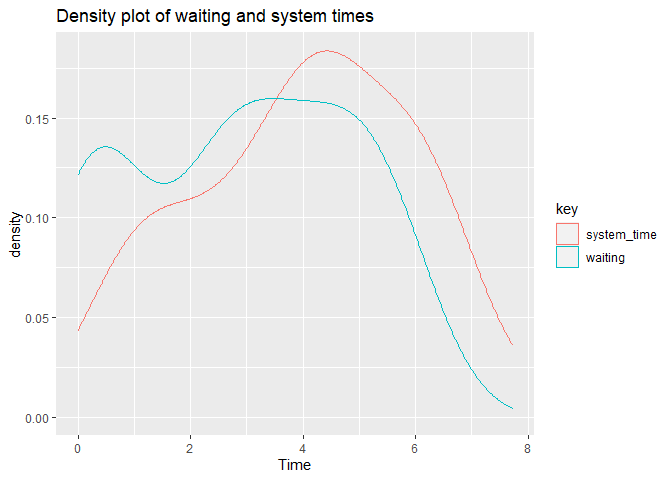 Density plot of waiting and system times
density
0.15
0.10
0.05
0.00
0
2
4
6
8
Time
key
system_time
waiting